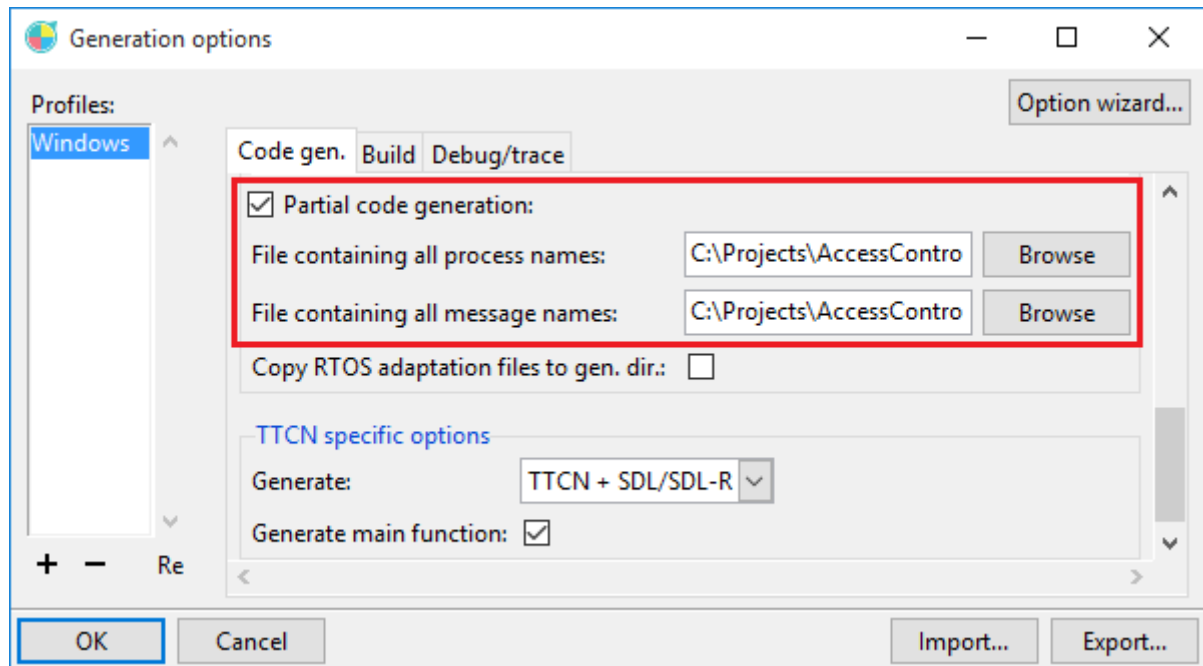 Generation options
Profiles:
Option wizard...
Windows
Code gen. Build Debug/trace
Partial code generation:
File containing all process names: C:\Projects\AccessContro Browse
File containing all message names: C:\Projects\AccessContro Browse
Copy RTOS adaptation files to gen. dir.:
TTCN specific options
Generate: TTCN + SDL/SDL-R
Generate main function:
+ − Re
OK Cancel Import... Export...